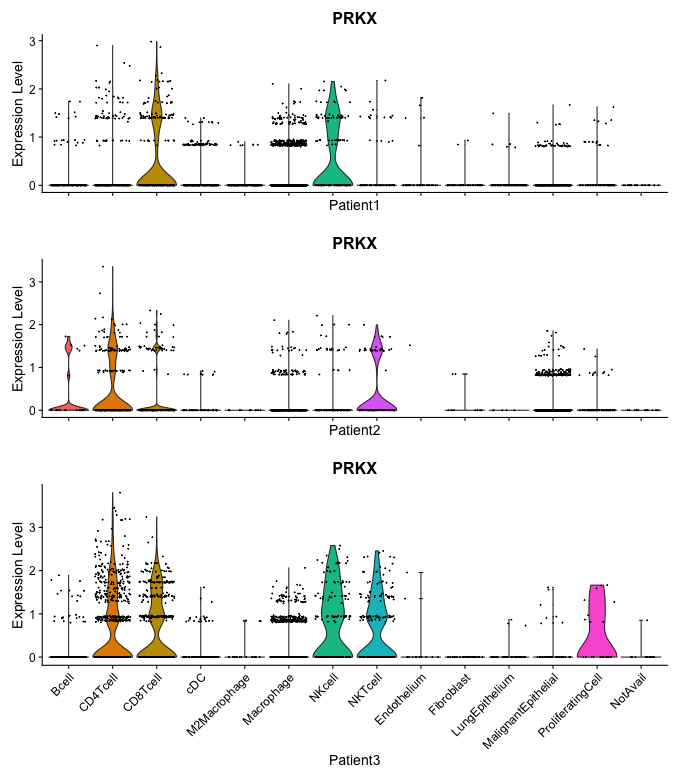 PRKX
Expression Level
3
2
1
0
Patient1
PRKX
Expression Level
3
2
1
0
Patient2
PRKX
Expression Level
3
2
1
0
Bcell
CD4Tcell
CD8Tcell
cDC
M2Macrophage
Macrophage
NKcell
NKTcell
Endothelium
Fibroblast
LungEpithelium
MalignantEpithelial
ProliferatingCell
NotAvail
Patient3